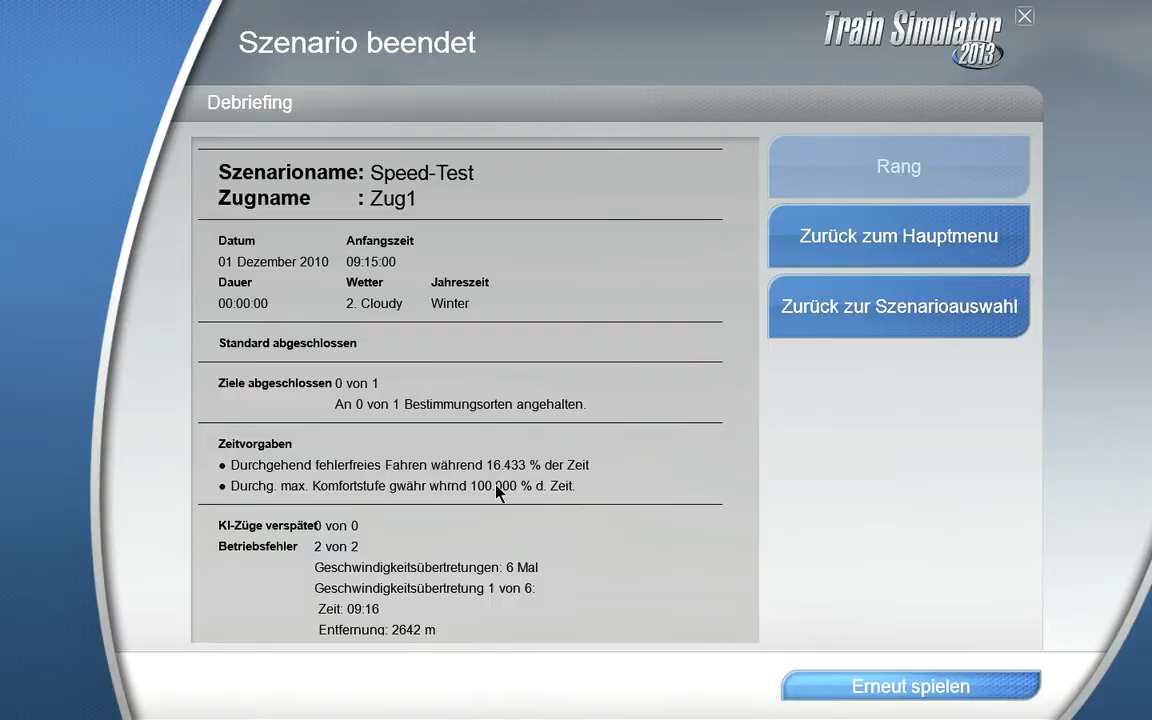 Szenario beendet
Train Simulator
2013
Debriefing
Szenarioname: Speed-Test
Zugname : Zug1
Datum Anfangszeit
01 Dezember 2010 09:15:00
Dauer Wetter Jahreszeit
00:00:00 2. Cloudy Winter
Standard abgeschlossen
Ziele abgeschlossen 0 von 1
An 0 von 1 Bestimmungsorten angehalten.
Zeitvorgaben
● Durchgehend fehlerfreies Fahren während 16.433 % der Zeit
● Durchg. max. Komfortstufe gwähr whrnd 100.000 % d. Zeit.
KI-Züge verspätet 0 von 0
Betriebsfehler 2 von 2
Geschwindigkeitsübertretungen: 6 Mal
Geschwindigkeitsübertretung 1 von 6:
Zeit: 09:16
Entfernung: 2642 m
Rang
Zurück zum Hauptmenu
Zurück zur Szenarioauswahl
Erneut spielen